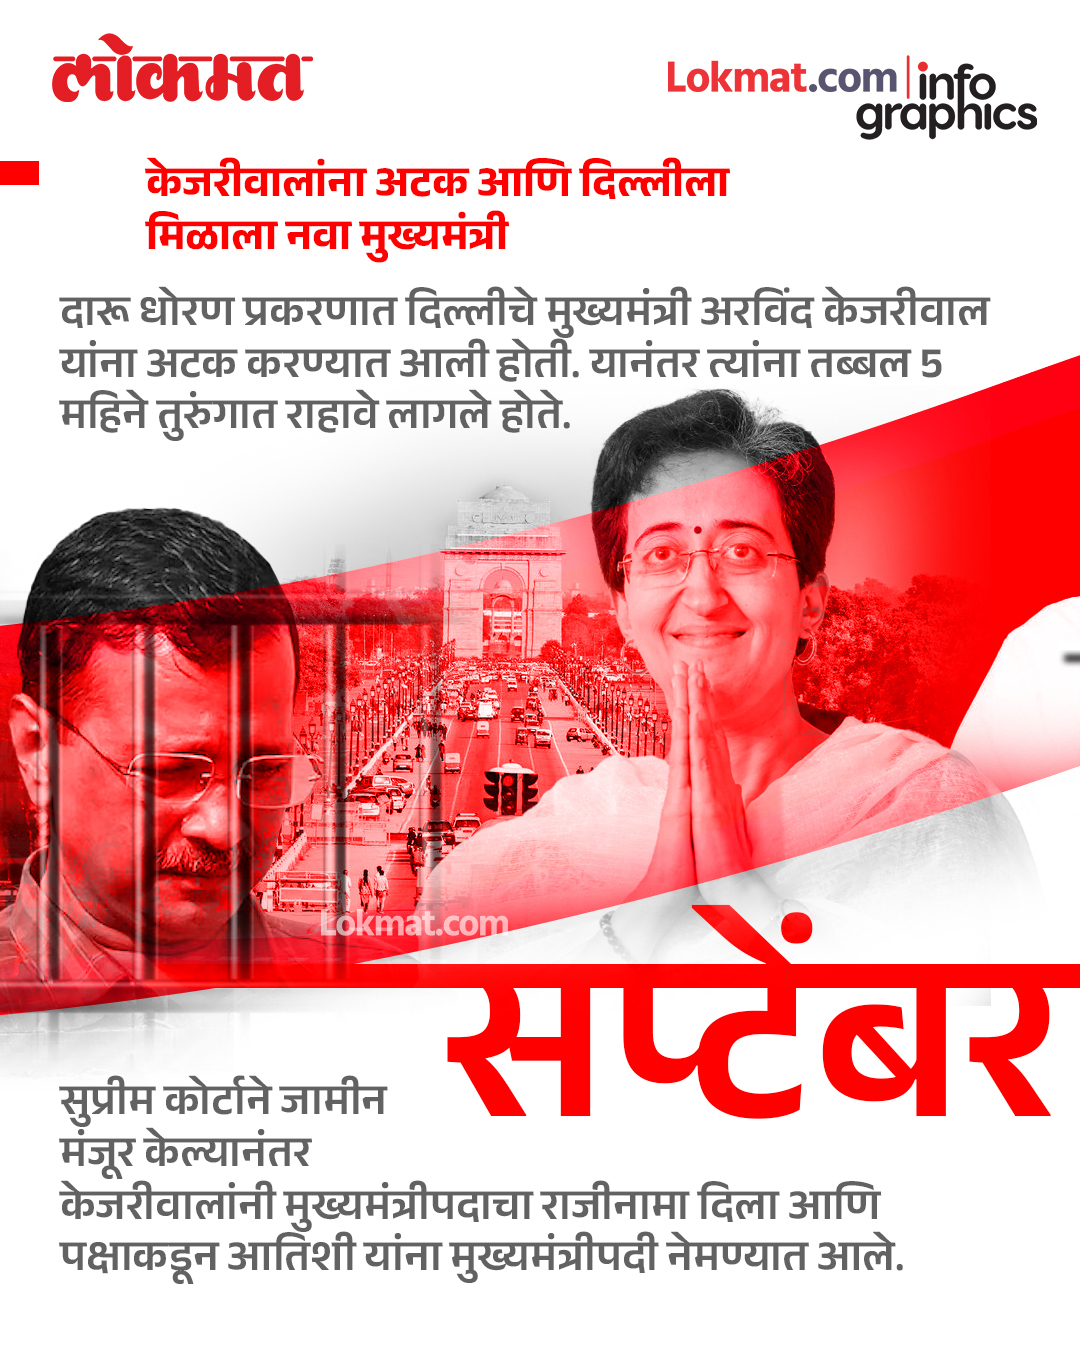 लोकमत
Lokmat.com
info
graphics
केजरीवालांना अटक आणि दिल्लीला
मिळाला नवा मुख्यमंत्री
दारू धोरण प्रकरणात दिल्लीचे मुख्यमंत्री अरविंद केजरीवाल
यांना अटक करण्यात आली होती. यानंतर त्यांना तब्बल 5
महिने तुरुंगात राहावे लागले होते.
Lokmat.com
सप्टेंबर
सुप्रीम कोर्टाने जामीन
मंजूर केल्यानंतर
केजरीवालांनी मुख्यमंत्रीपदाचा राजीनामा दिला आणि
पक्षाकडून आतिशी यांना मुख्यमंत्रीपदी नेमण्यात आले.